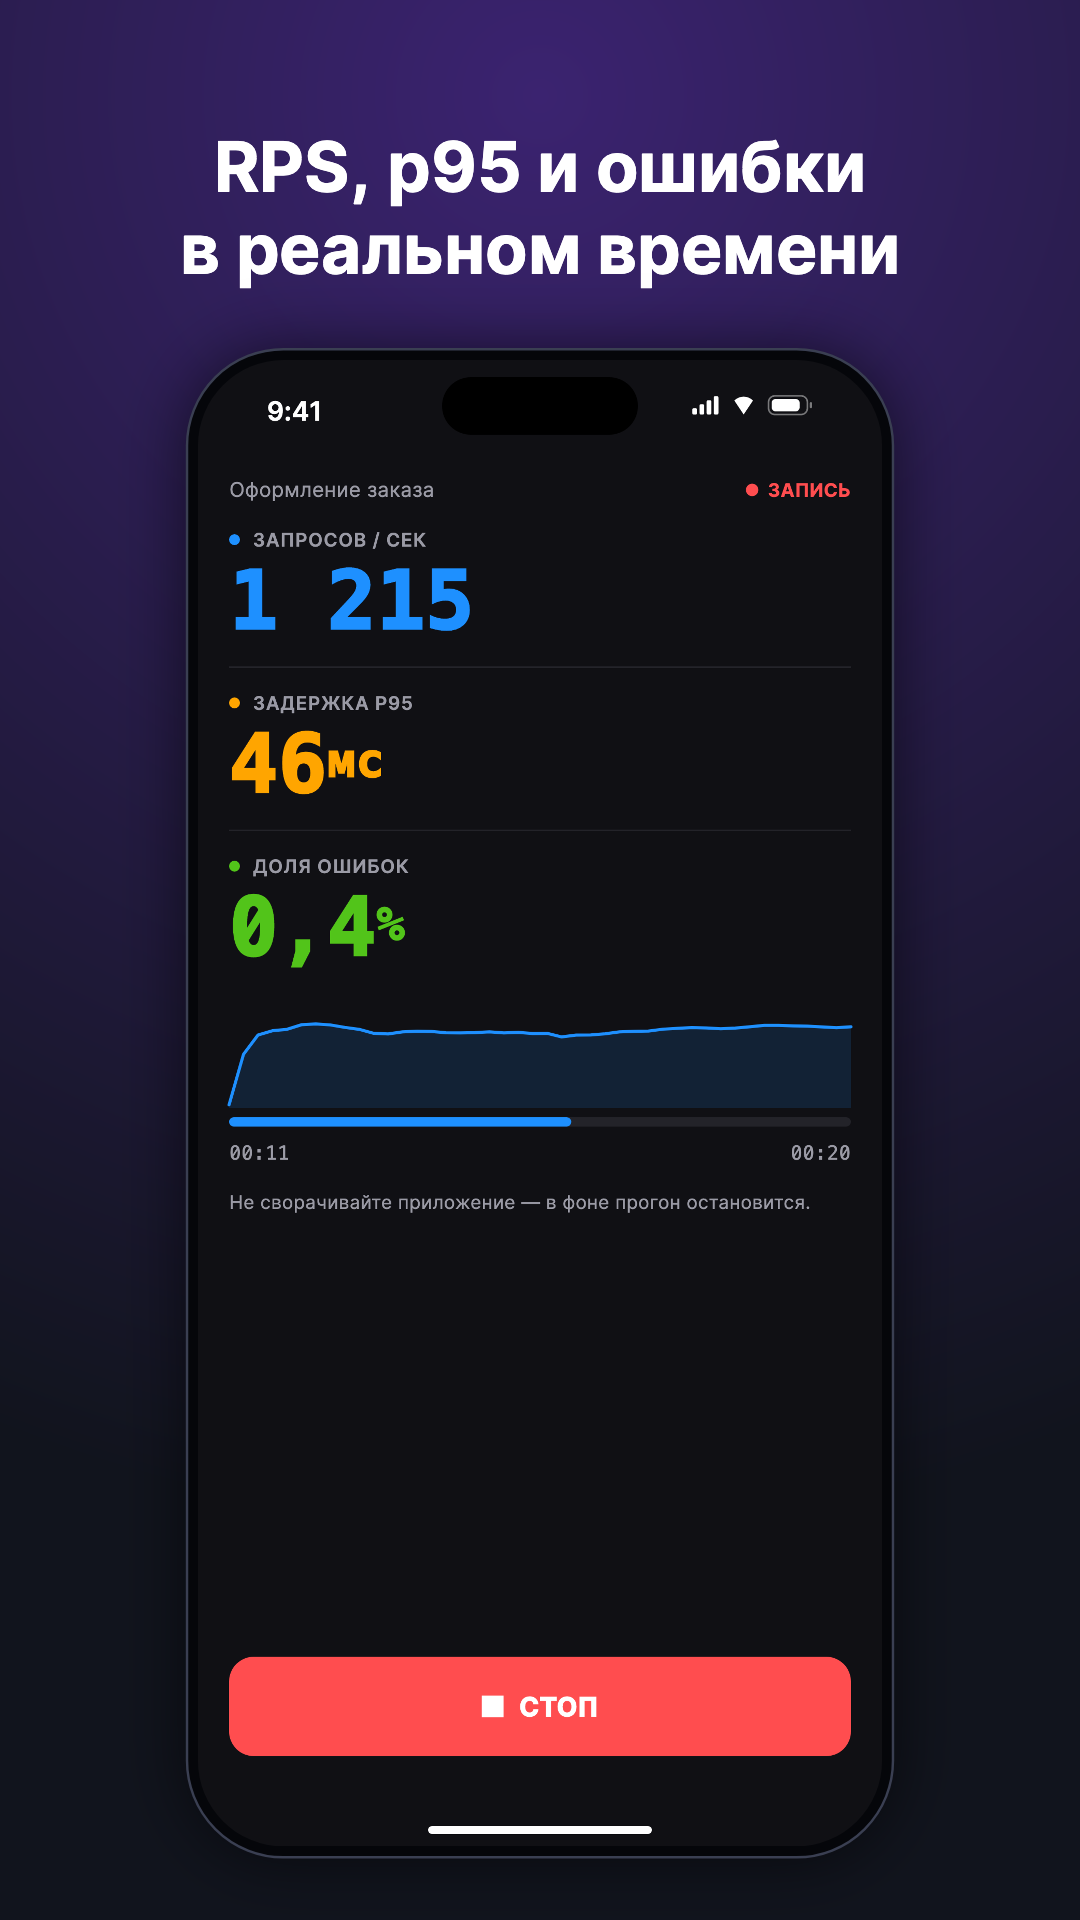 RPS, p95 и ошибки
в реальном времени
9:41
Оформление заказа
ЗАПИСЬ
ЗАПРОСОВ / СЕК
1 215
ЗАДЕРЖКА P95
46мс
ДОЛЯ ОШИБОК
0,4%
00:11
00:20
Не сворачивайте приложение — в фоне прогон остановится.
СТОП